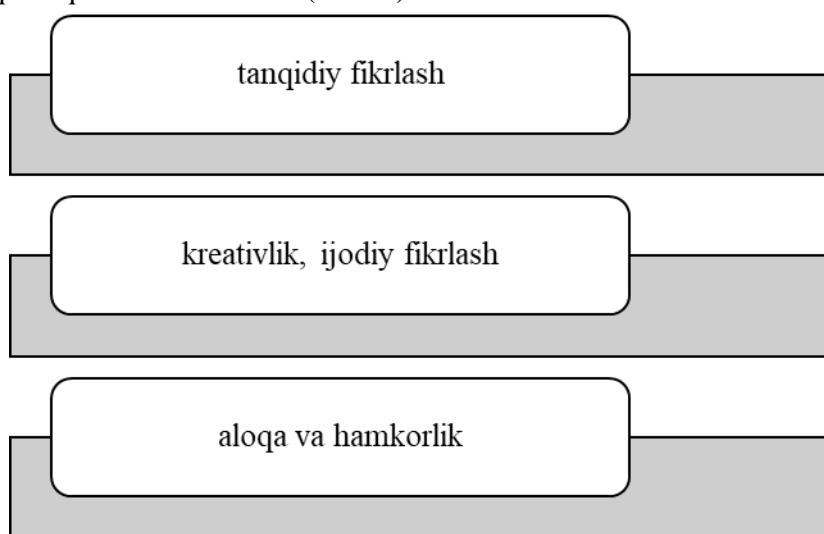 tanqidiy fikrlash
kreativlik, ijodiy fikrlash
aloqa va hamkorlik